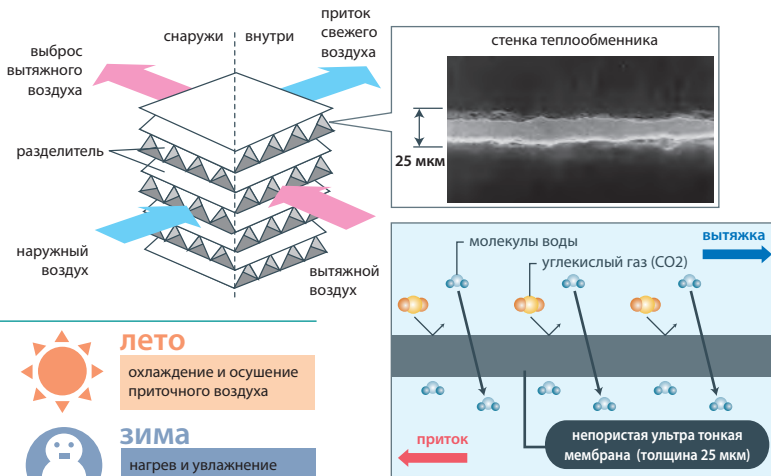 снаружи
внутри
выброс
вытяжного
воздуха
приток
свежего
воздуха
разделитель
наружный
воздух
вытяжной
воздух
стенка теплообменника
25 мкм
молекулы воды
углекислый газ (CO2)
вытяжка
приток
непористая ультра тонкая
мембрана (толщина 25 мкм)
лето
охлаждение и осушение
приточного воздуха
зима
нагрев и увлажнение